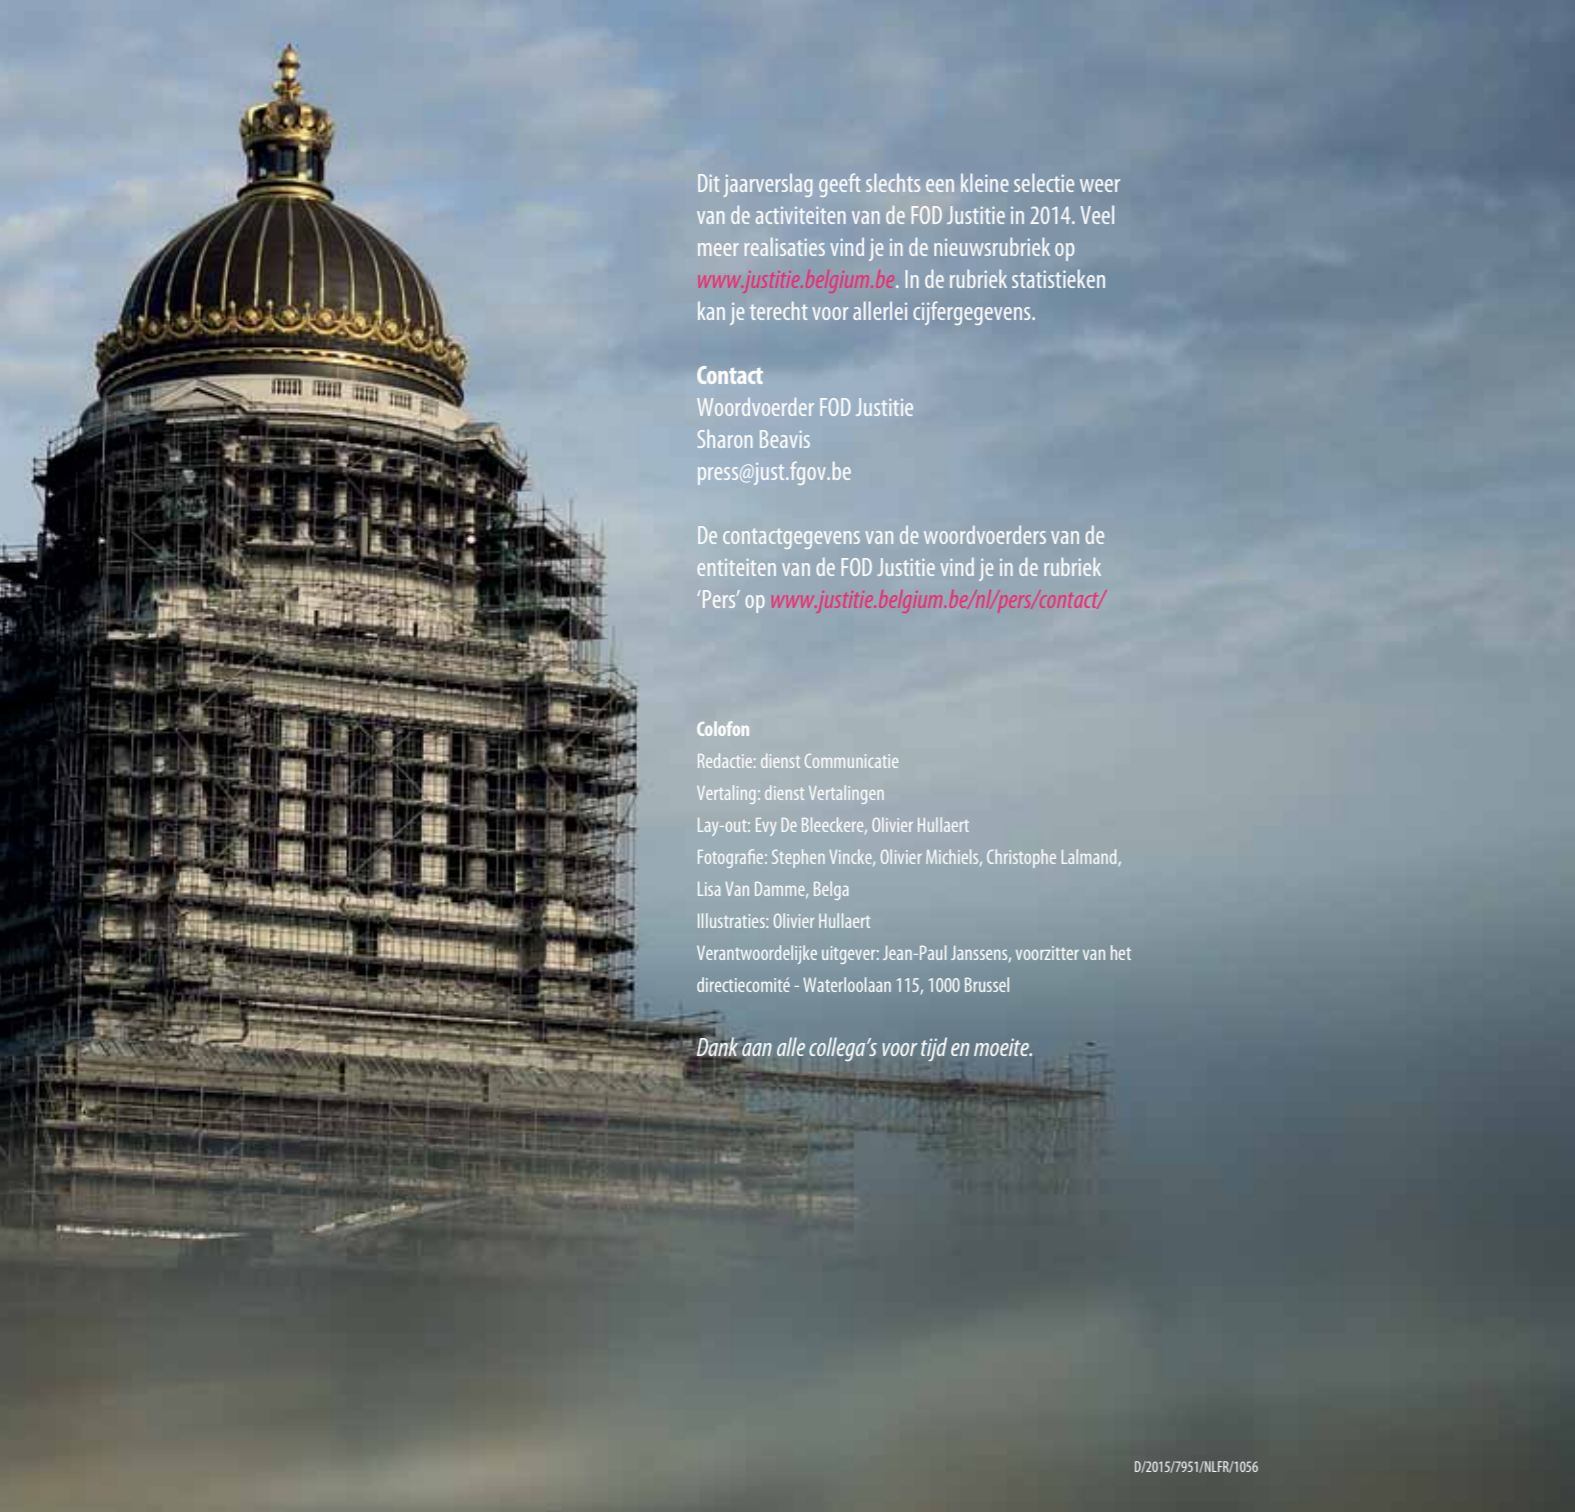 Dit jaarverslag geeft slechts een kleine selectie weer
van de activiteiten van de FOD Justitie in 2014. Veel
meer realisaties vind je in de nieuwsrubriek op
www.justitie.belgium.be. In de rubriek statistieken
kan je terecht voor allerlei cijfergegevens.
Contact
Woordvoerder FOD Justitie
Sharon Beavis
press@just.fgov.be
De contactgegevens van de woordvoerders van de
entiteiten van de FOD Justitie vind je in de rubriek
‘Pers’ op www.justitie.belgium.be/nl/pers/contact/
Colofon
Redactie: dienst Communicatie
Vertaling: dienst Vertalingen
Lay-out: Evy De Bleeckere, Olivier Hullaert
Fotografie: Stephen Vincke, Olivier Michiels, Christophe Lalmand,
Lisa Van Damme, Belga
Illustraties: Olivier Hullaert
Verantwoordelijke uitgever: Jean-Paul Janssens, voorzitter van het
directiecomité - Waterloolaan 115, 1000 Brussel
Dank aan alle collega’s voor tijd en moeite.
D/2015/7951/NLFR/1056